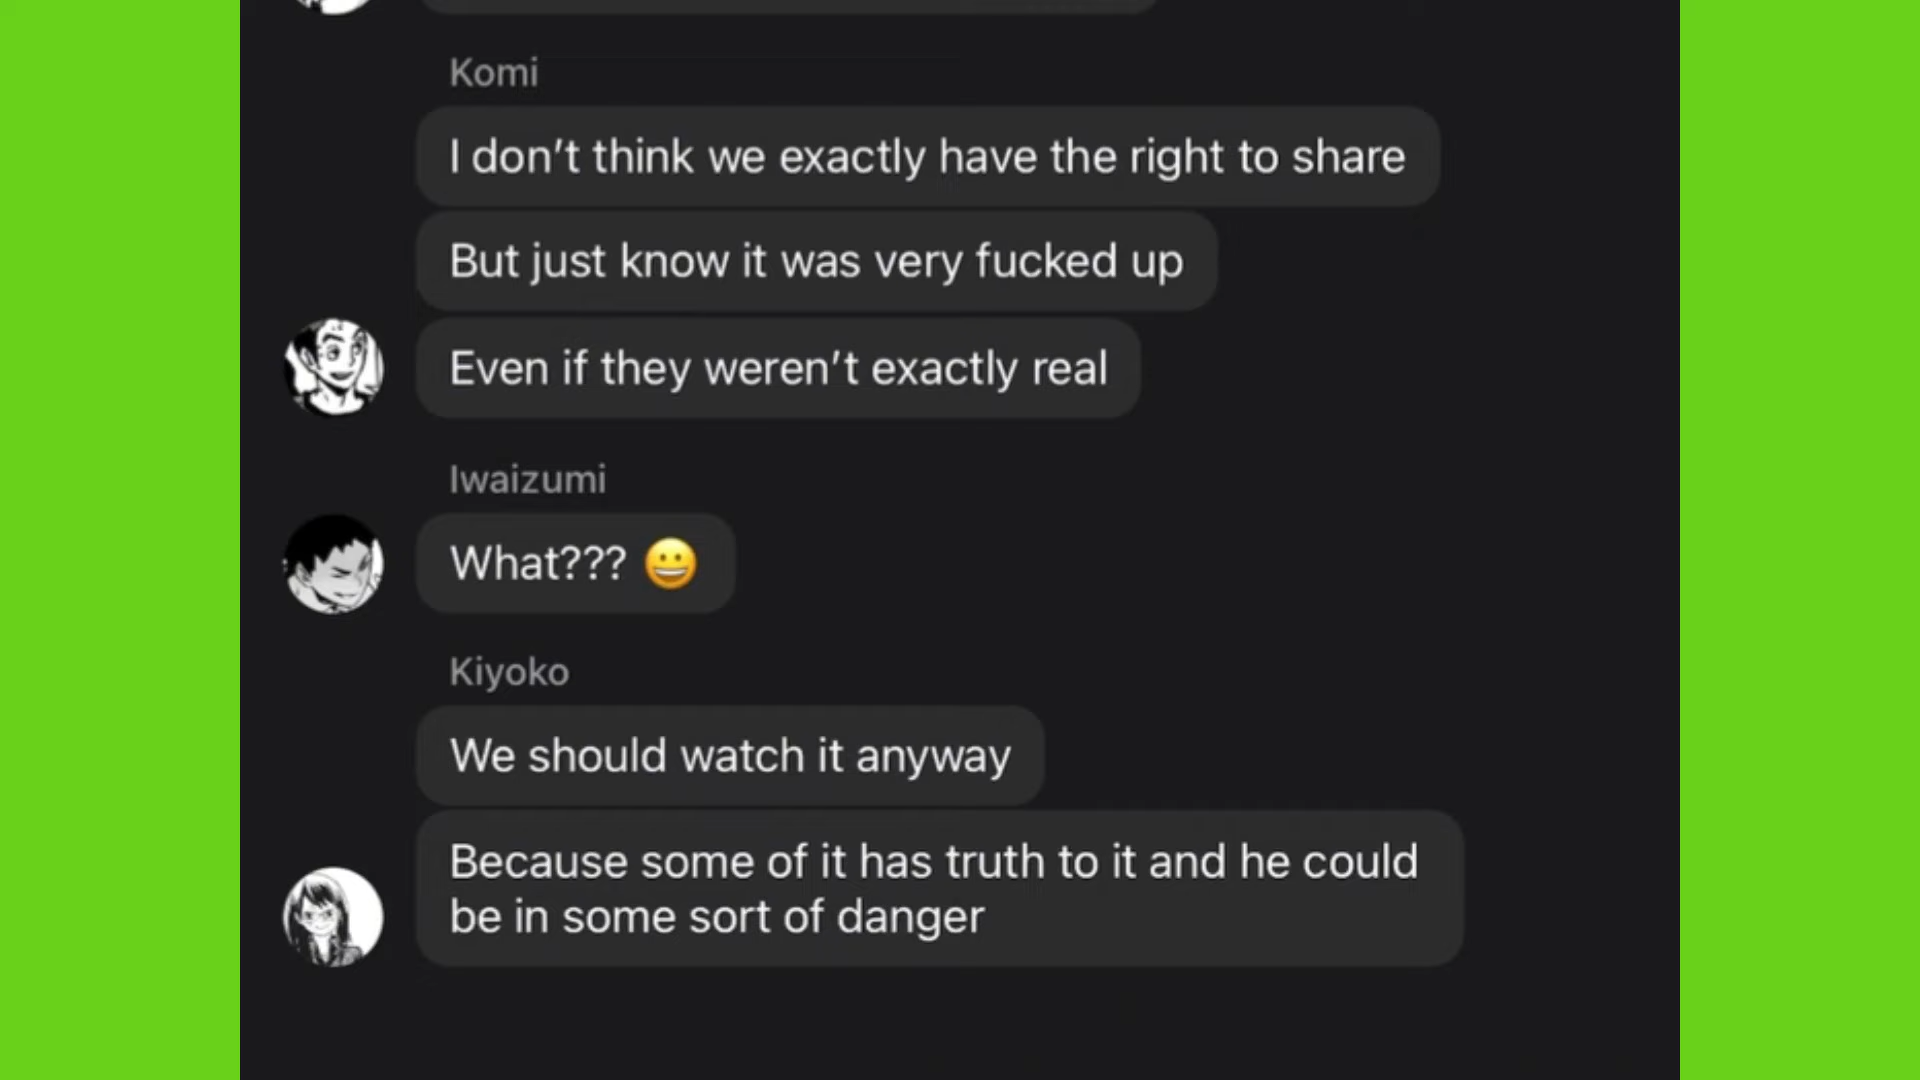 Komi
I don't think we exactly have the right to share
But just know it was very fucked up
Even if they weren't exactly real
Iwaizumi
What??? 😀
Kiyoko
We should watch it anyway
Because some of it has truth to it and he could
be in some sort of danger